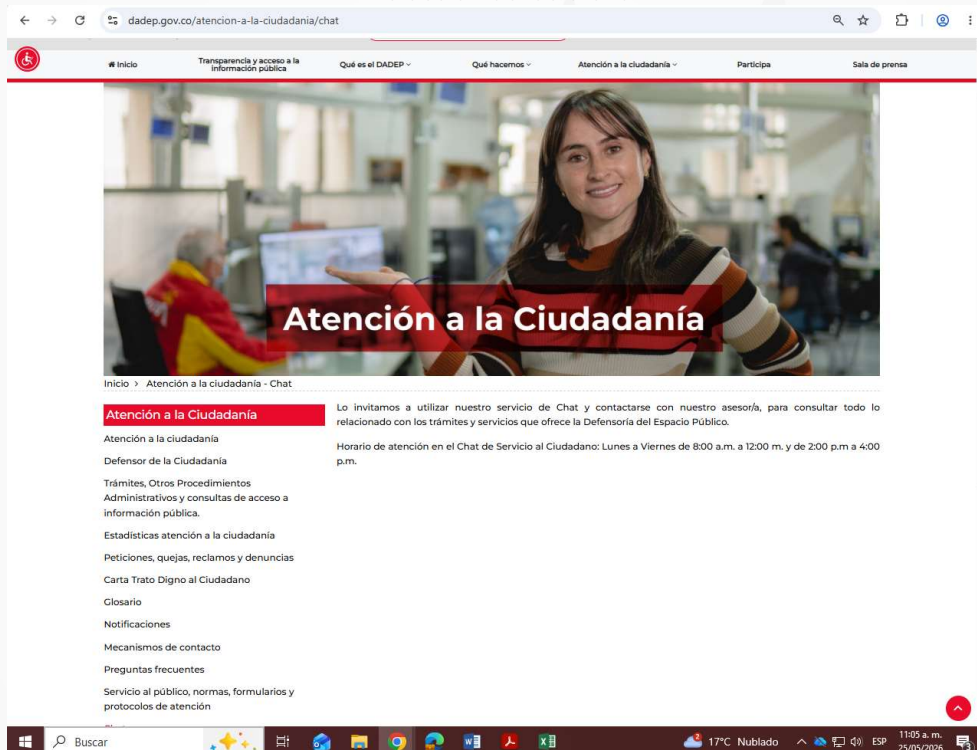 dadep.gov.co/atencion-a-la-ciudadania/chat
Inicio
Transparencia y acceso a la
información pública
Qué es el DADEP
Qué hacemos
Atención a la ciudadanía
Participa
Sala de prensa
Atención a la Ciudadanía
Inicio > Atención a la ciudadanía - Chat
Atención a la Ciudadanía
Atención a la ciudadanía
Defensor de la Ciudadanía
Trámites, Otros Procedimientos
Administrativos y consultas de acceso a
información pública.
Estadísticas atención a la ciudadanía
Peticiones, quejas, reclamos y denuncias
Carta Trato Digno al Ciudadano
Glosario
Notificaciones
Mecanismos de contacto
Preguntas frecuentes
Servicio al público, normas, formularios y
protocolos de atención
Lo invitamos a utilizar nuestro servicio de Chat y contactarse con nuestro asesor/a, para consultar todo lo
relacionado con los trámites y servicios que ofrece la Defensoría del Espacio Público.
Horario de atención en el Chat de Servicio al Ciudadano: Lunes a Viernes de 8:00 a.m. a 12:00 m. y de 2:00 p.m a 4:00
p.m.
Buscar
17°C Nublado
ESP
11:05 a. m.
25/05/2026